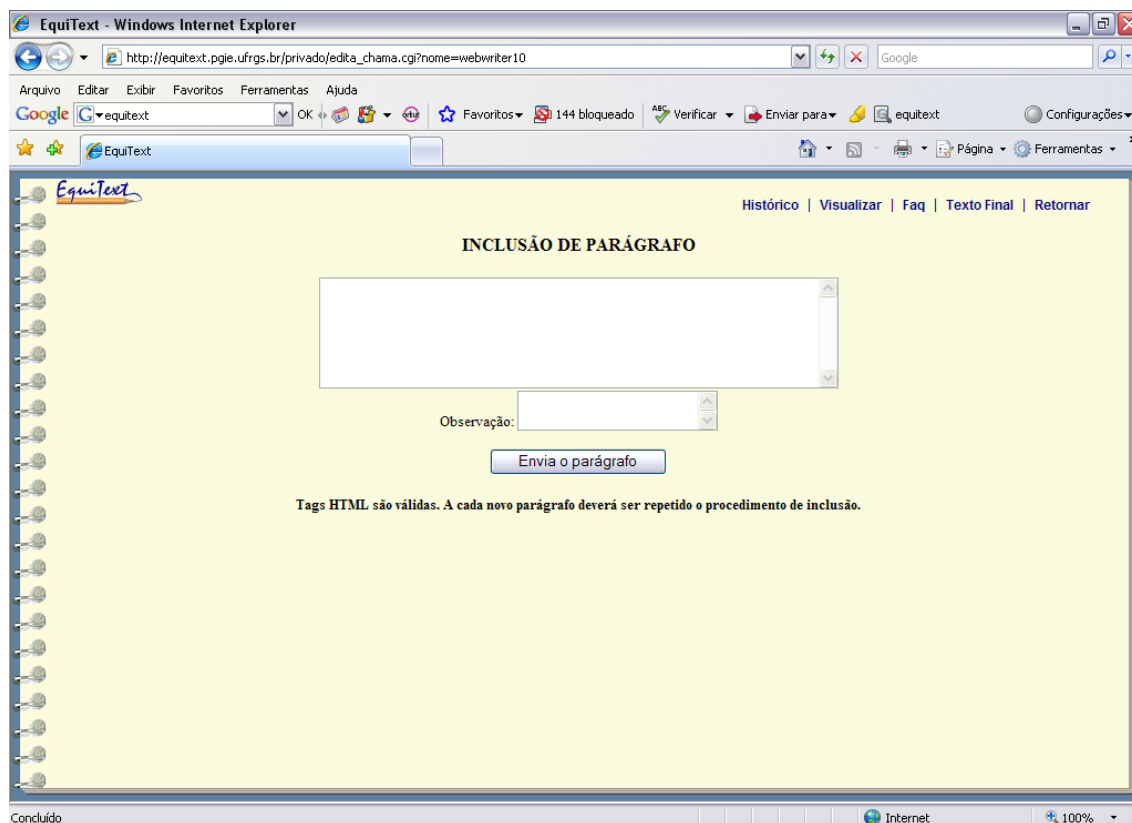 EquiText - Windows Internet Explorer
http://equitext.pgie.ufrgs.br/privado/edita_chama.cgi?nome=webwriter10 Google
Arquivo Editar Exibir Favoritos Ferramentas Ajuda
Google G equitext OK Favoritos 144 bloqueado ABC Verificar Enviar para equitext Configurações
EquiText Página Ferramentas
EquiText
Histórico | Visualizar | Faq | Texto Final | Retornar
INCLUSÃO DE PARÁGRAFO
Observação:
Envia o parágrafo
Tags HTML são válidas. A cada novo parágrafo deverá ser repetido o procedimento de inclusão.
Concluído Internet 100%